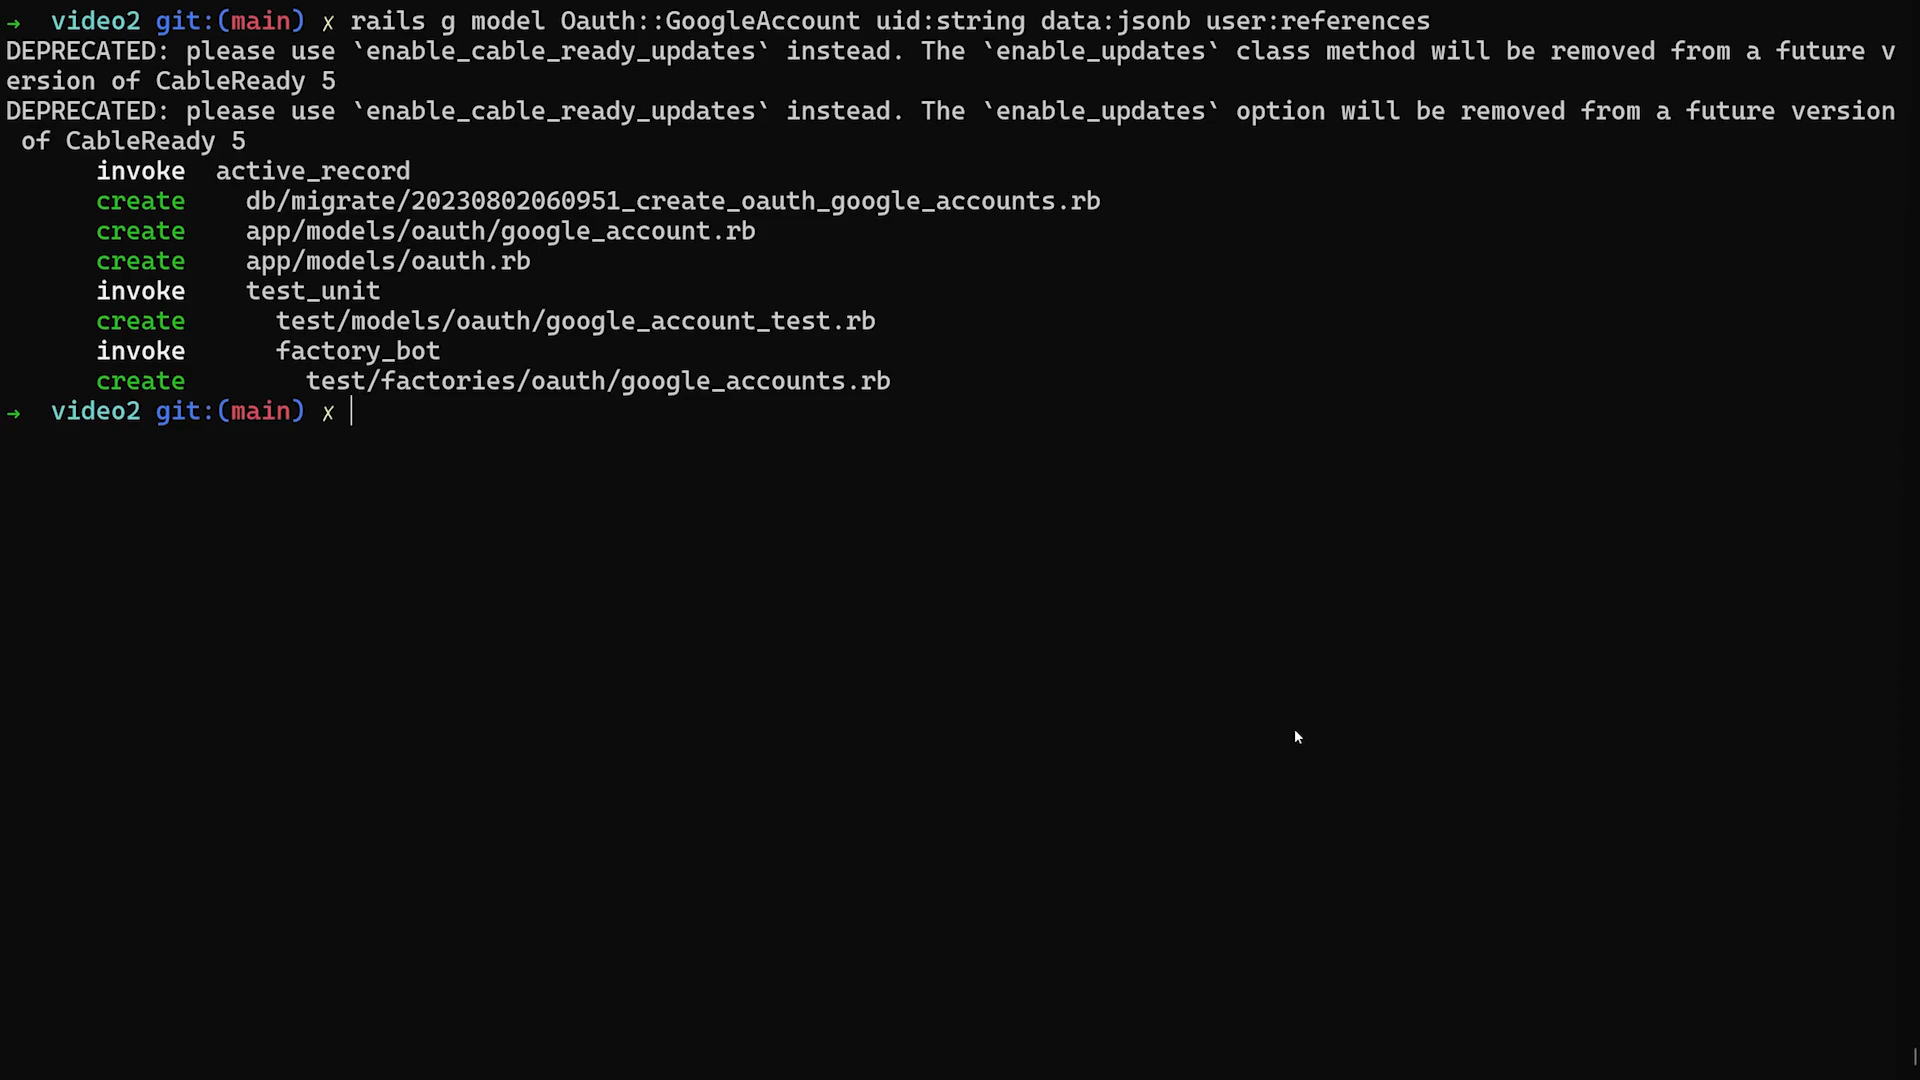 →  video2 git:(main) ✗ rails g model Oauth::GoogleAccount uid:string data:jsonb user:references
DEPRECATED: please use `enable_cable_ready_updates` instead. The `enable_updates` class method will be removed from a future v
ersion of CableReady 5
DEPRECATED: please use `enable_cable_ready_updates` instead. The `enable_updates` option will be removed from a future version
 of CableReady 5
      invoke  active_record
      create    db/migrate/20230802060951_create_oauth_google_accounts.rb
      create    app/models/oauth/google_account.rb
      create    app/models/oauth.rb
      invoke    test_unit
      create      test/models/oauth/google_account_test.rb
      invoke      factory_bot
      create        test/factories/oauth/google_accounts.rb
→  video2 git:(main) ✗